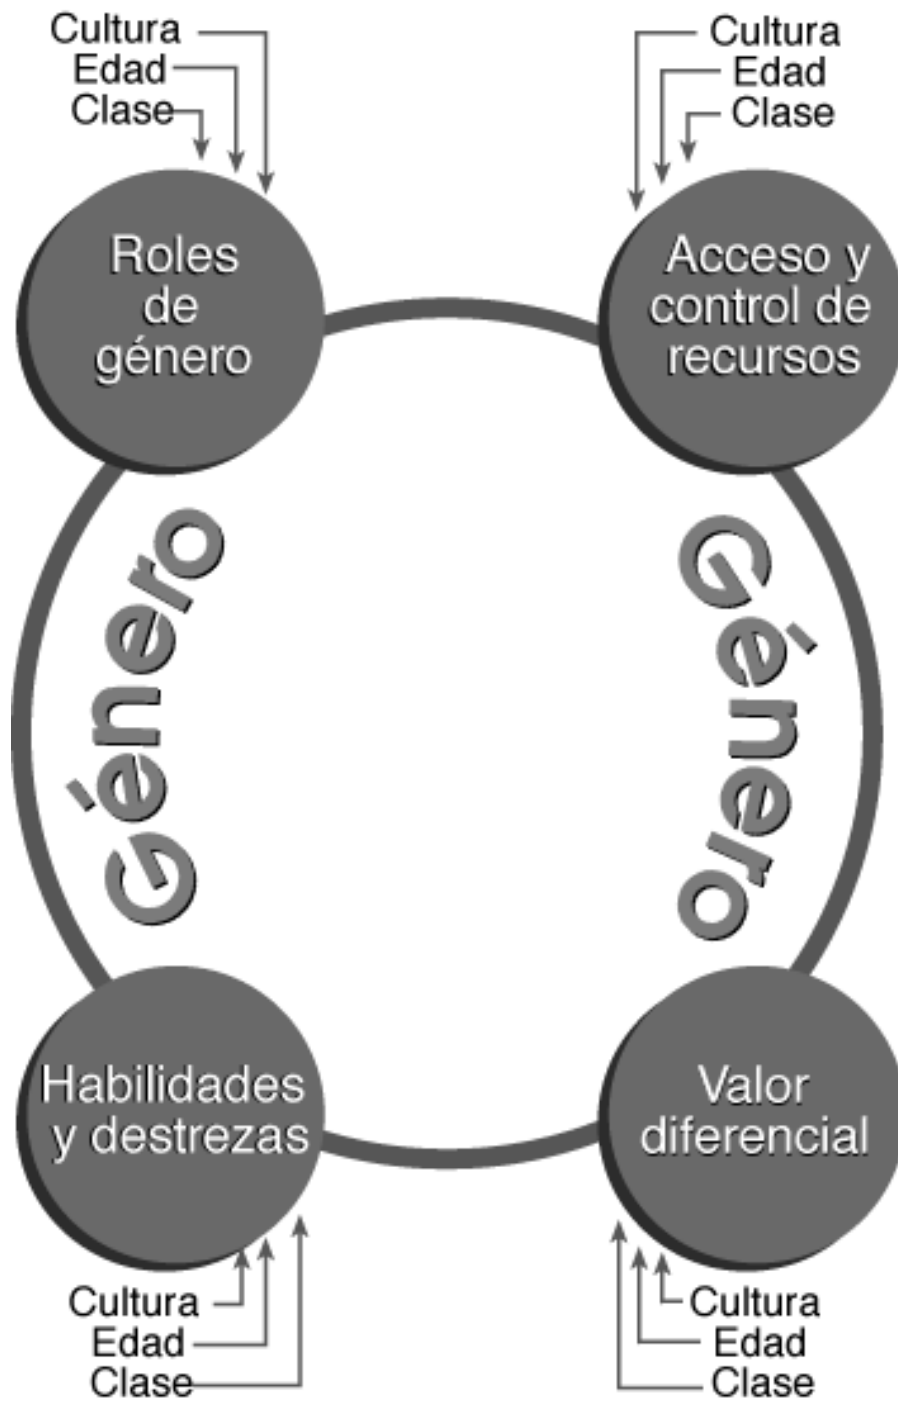 Cultura
Edad
Clase
Cultura
Edad
Clase
Roles
de
género
Acceso y
control de
recursos
Género
Género
Habilidades
y destrezas
Valor
diferencial
Cultura
Edad
Clase
Cultura
Edad
Clase